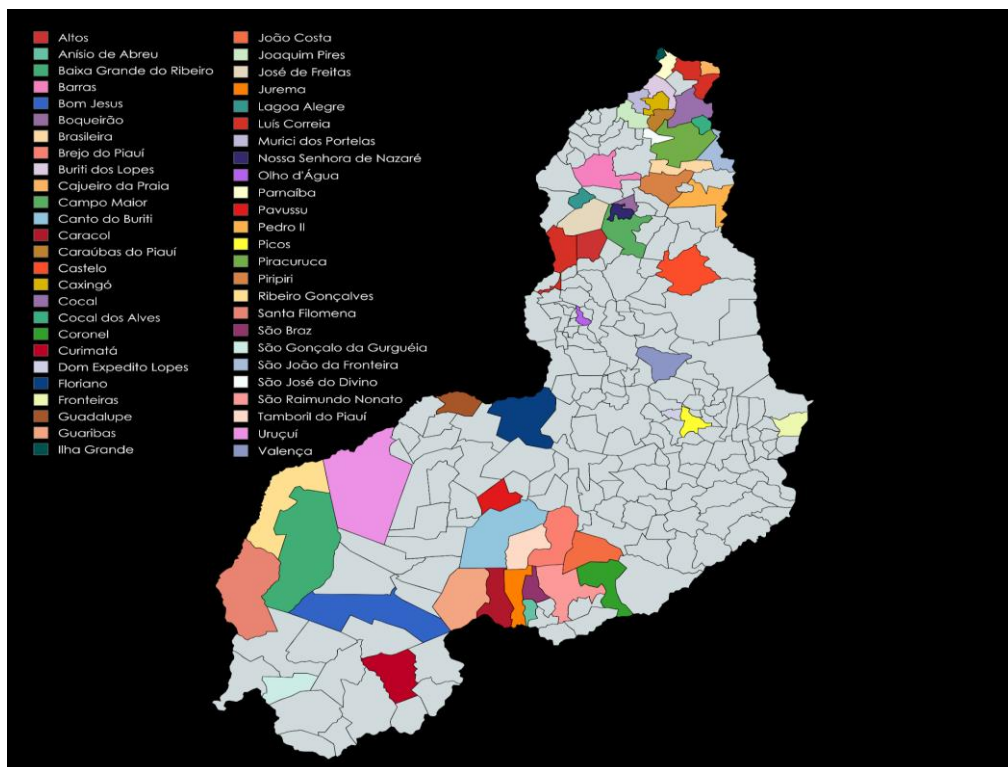 Altos
Anísio de Abreu
Baixa Grande do Ribeiro
Barras
Bom Jesus
Boqueirão
Brasileira
Brejo do Piauí
Buriti dos Lopes
Cajueiro da Praia
Campo Maior
Canto do Buriti
Caracol
Caraúbas do Piauí
Castelo
Caxingó
Cocal
Cocal dos Alves
Coronel
Curimatá
Dom Expedito Lopes
Floriano
Fronteiras
Guadalupe
Guaribas
Ilha Grande
João Costa
Joaquim Pires
José de Freitas
Jurema
Lagoa Alegre
Luís Correia
Murici dos Portelas
Nossa Senhora de Nazaré
Olho d'Água
Parnaíba
Pavussu
Pedro II
Picos
Piracuruca
Piripiri
Ribeiro Gonçalves
Santa Filomena
São Braz
São Gonçalo da Gurguéia
São João da Fronteira
São José do Divino
São Raimundo Nonato
Tamboril do Piauí
Uruçuí
Valença